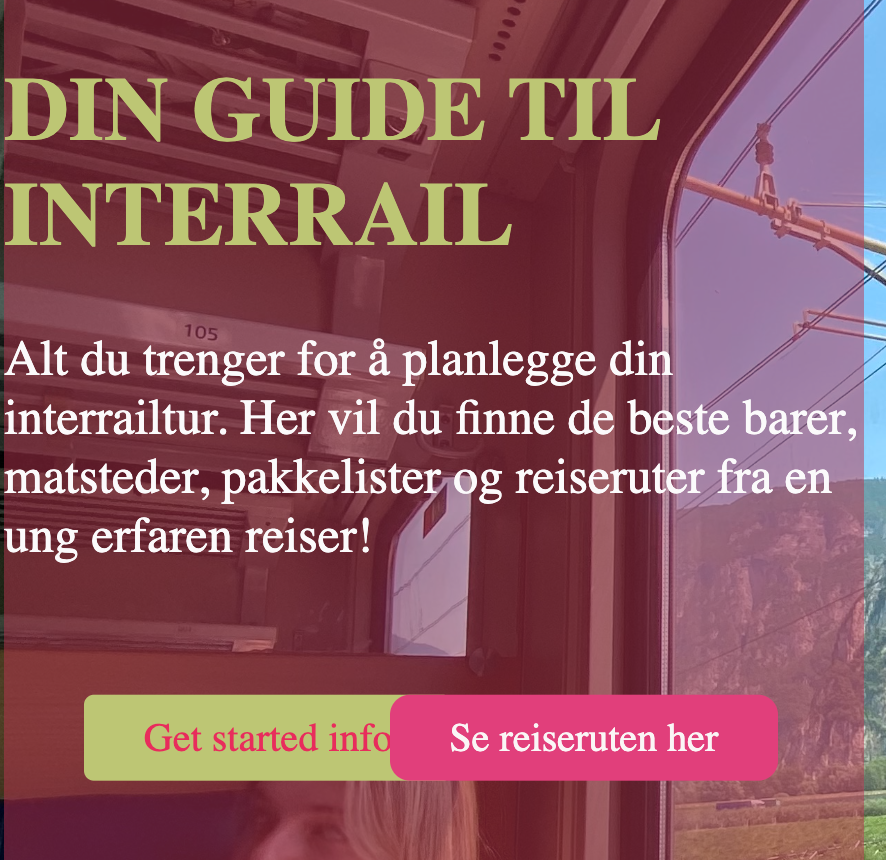 DIN GUIDE TIL
INTERRAIL
105
Alt du trenger for å planlegge din
interrailtur. Her vil du finne de beste barer,
matsteder, pakkelister og reiseruter fra en
ung erfaren reiser!
Get started info
Se reiseruten her